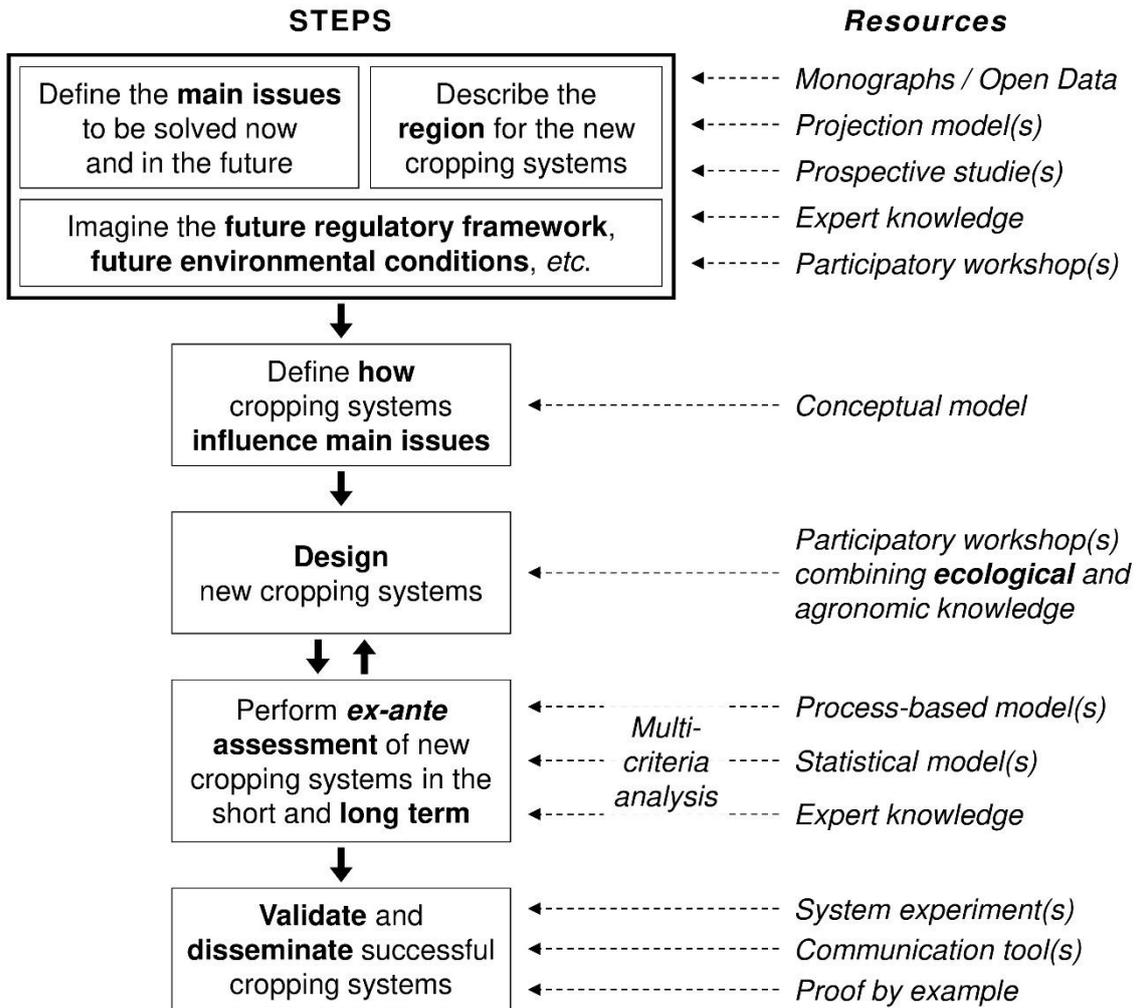 STEPS
Resources
Define the main issues
to be solved now
and in the future
Describe the
region for the new
cropping systems
Imagine the future regulatory framework,
future environmental conditions, etc.
Monographs / Open Data
Projection model(s)
Prospective studie(s)
Expert knowledge
Participatory workshop(s)
Define how
cropping systems
influence main issues
Conceptual model
Design
new cropping systems
Participatory workshop(s)
combining ecological and
agronomic knowledge
Perform ex-ante
assessment of new
cropping systems in the
short and long term
Multi-
criteria
analysis
Process-based model(s)
Statistical model(s)
Expert knowledge
Validate and
disseminate successful
cropping systems
System experiment(s)
Communication tool(s)
Proof by example